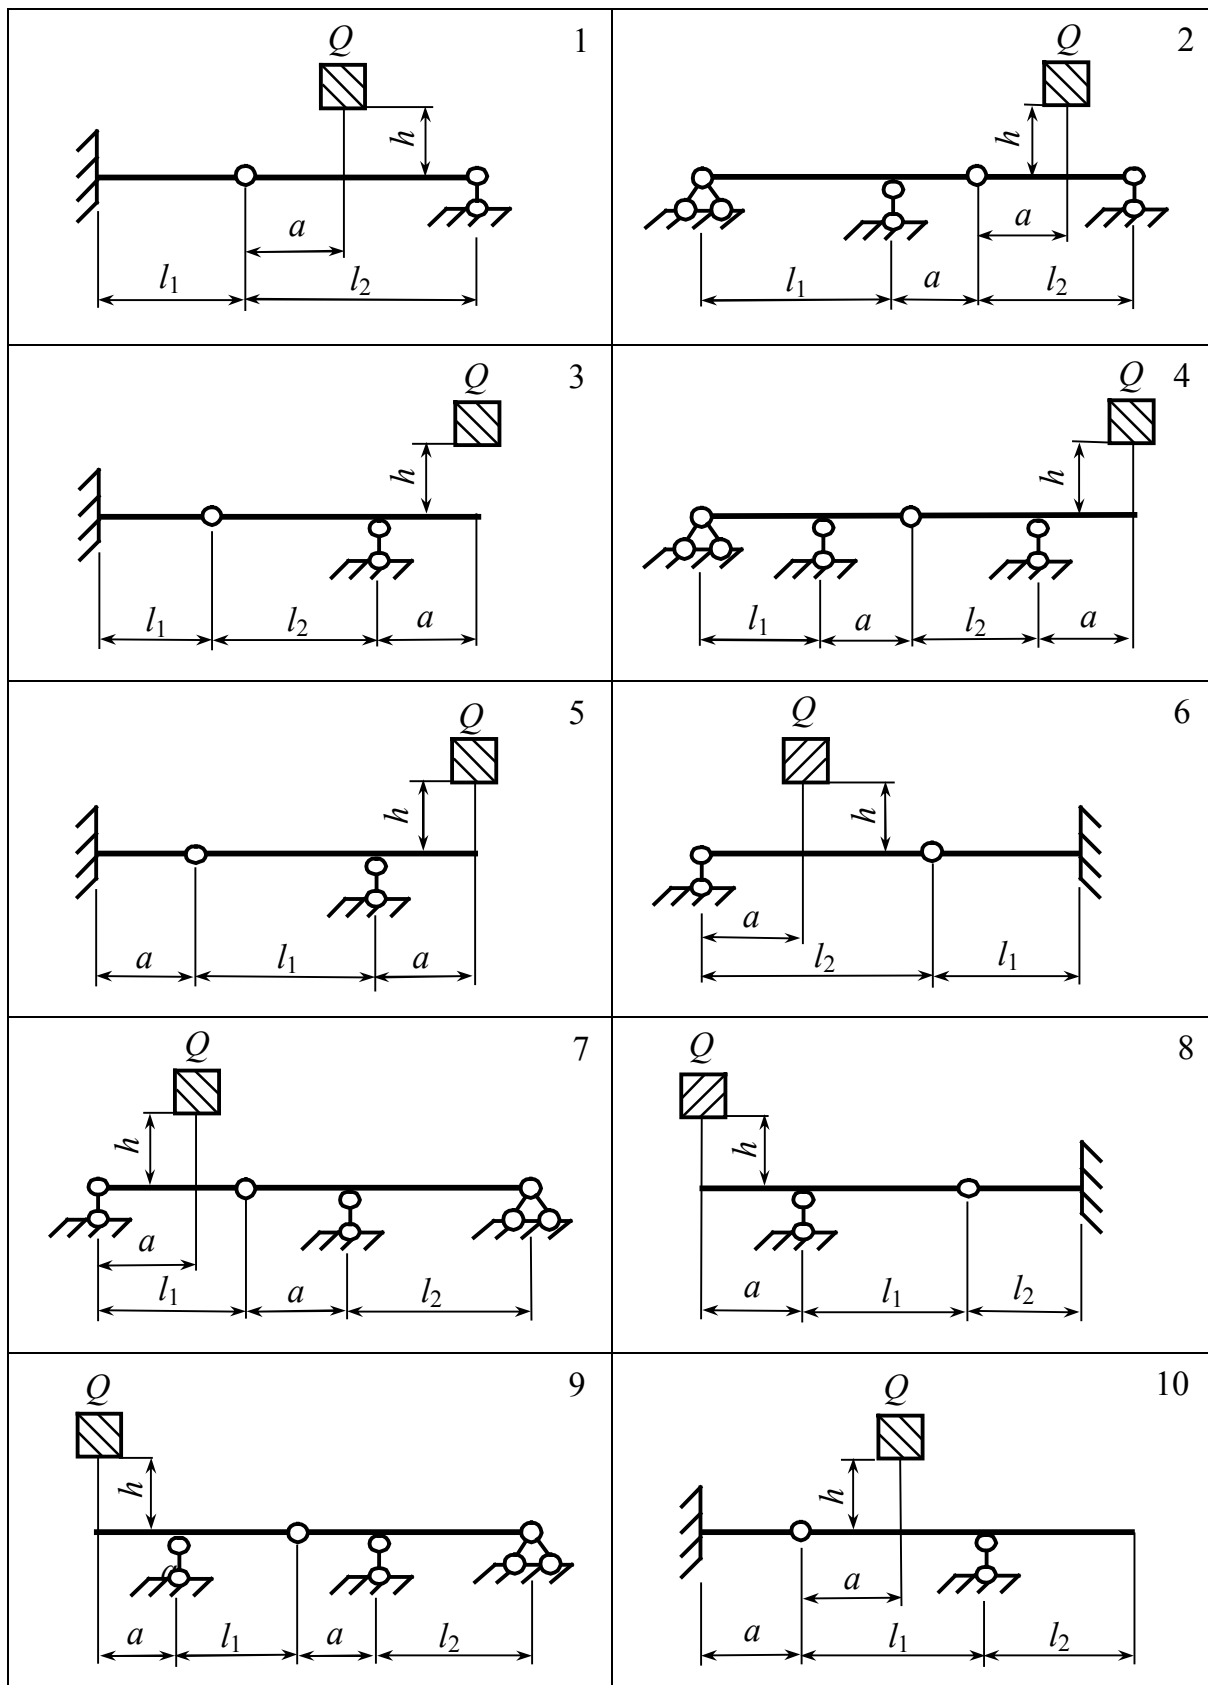 Q 1
h
a
l1 l2
Q 2
h
a
l1 a l2
Q 3
h
l1 l2 a
Q 4
h
l1 a l2 a
Q 5
h
a l1 a
Q 6
h
a
l2 l1
Q 7
h
a
l1 a l2
Q 8
h
a l1 l2
Q 9
h
a
a l1 a l2
Q 10
h
a
a l1 l2